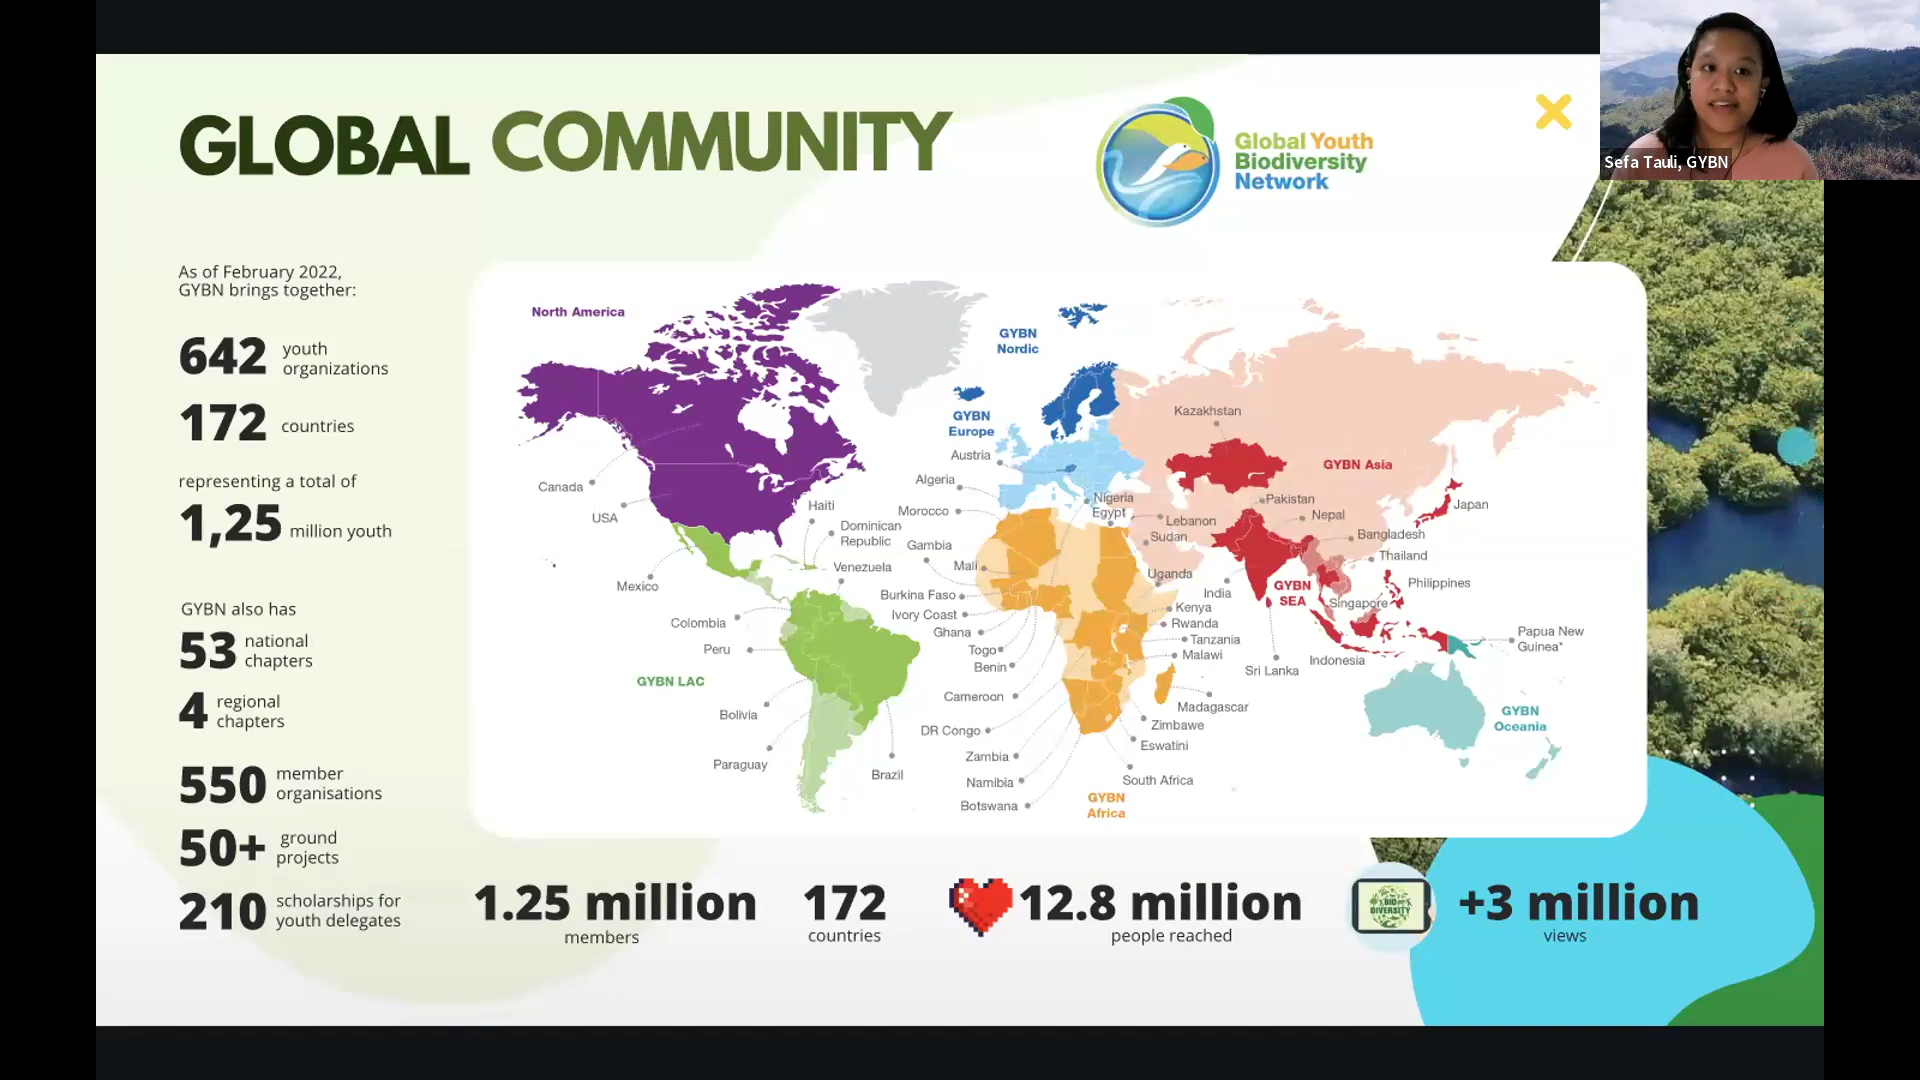 GLOBAL COMMUNITY
Global Youth
Biodiversity
Network
Sefa Tauli, GYBN
As of February 2022,
GYBN brings together:
642 youth
organizations
172 countries
representing a total of
1,25 million youth
GYBN also has
53 national
chapters
4 regional
chapters
550 member
organisations
50+ ground
projects
210 scholarships for
youth delegates
North America
GYBN
Nordic
GYBN
Europe
Kazakhstan
GYBN Asia
Austria
Algeria
Canada
USA
Haiti
Morocco
Nigeria
Egypt
Pakistan
Nepal
Japan
Lebanon
Sudan
Bangladesh
Dominican
Republic
Gambia
Thailand
Venezuela
Mali
Uganda
Mexico
Burkina Faso
India
GYBN
SEA
Philippines
Singapore
Ivory Coast
Kenya
Colombia
Ghana
Rwanda
Togo
Tanzania
Papua New
Guinea*
Peru
Benin
Malawi
Sri Lanka
Indonesia
GYBN LAC
Cameroon
Madagascar
GYBN
Oceania
Bolivia
DR Congo
Zimbabwe
Eswatini
Paraguay
Brazil
Zambia
Namibia
South Africa
Botswana
GYBN
Africa
1.25 million
members
172
countries
12.8 million
people reached
BIO
DIVERSITY
+3 million
views